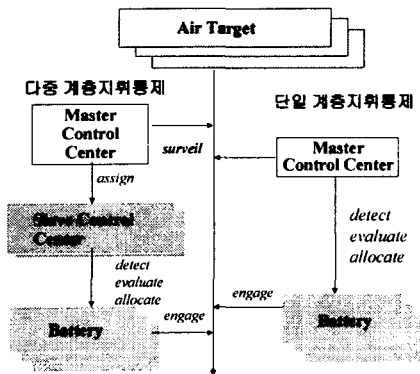 Air Target
다중 계층지휘통제
단일 계층지휘통제
Master
Control
Center
surveil
Master
Control Center
assign
Slave Control
Center
detect
evaluate
allocate
detect
evaluate
allocate
engage
engage
Battery
Battery